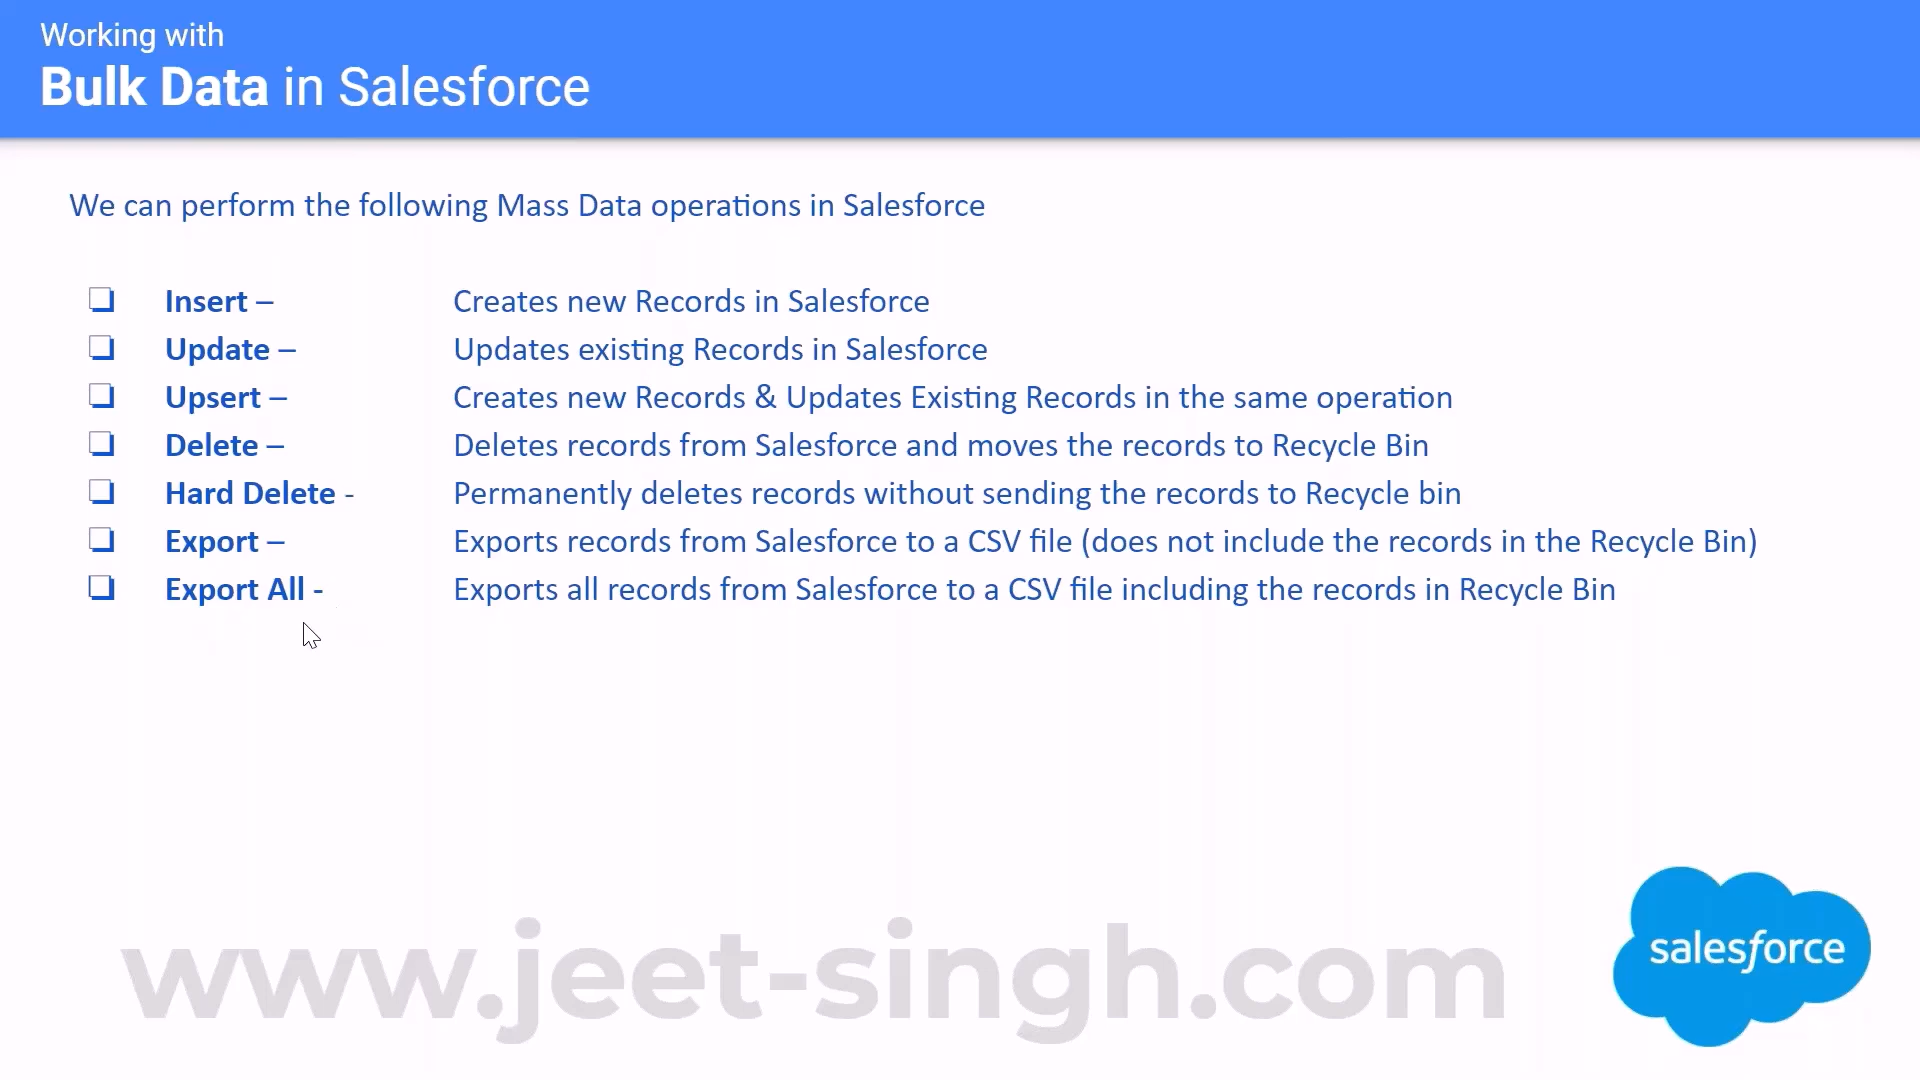 Working with
Bulk Data in Salesforce
We can perform the following Mass Data operations in Salesforce
❏ Insert – Creates new Records in Salesforce
❏ Update – Updates existing Records in Salesforce
❏ Upsert – Creates new Records & Updates Existing Records in the same operation
❏ Delete – Deletes records from Salesforce and moves the records to Recycle Bin
❏ Hard Delete - Permanently deletes records without sending the records to Recycle bin
❏ Export – Exports records from Salesforce to a CSV file (does not include the records in the Recycle Bin)
❏ Export All - Exports all records from Salesforce to a CSV file including the records in Recycle Bin
www.jeet-singh.com
salesforce